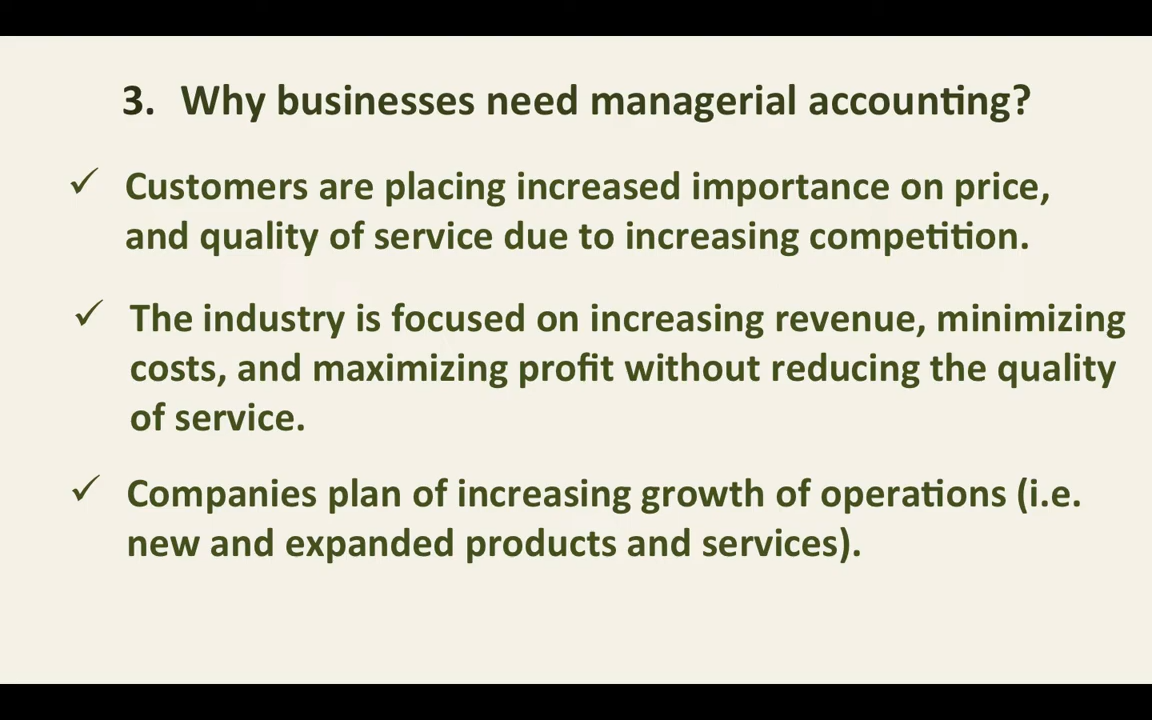 3. Why businesses need managerial accounting?
✓ Customers are placing increased importance on price,
and quality of service due to increasing competition.
✓ The industry is focused on increasing revenue, minimizing
costs, and maximizing profit without reducing the quality
of service.
✓ Companies plan of increasing growth of operations (i.e.
new and expanded products and services).